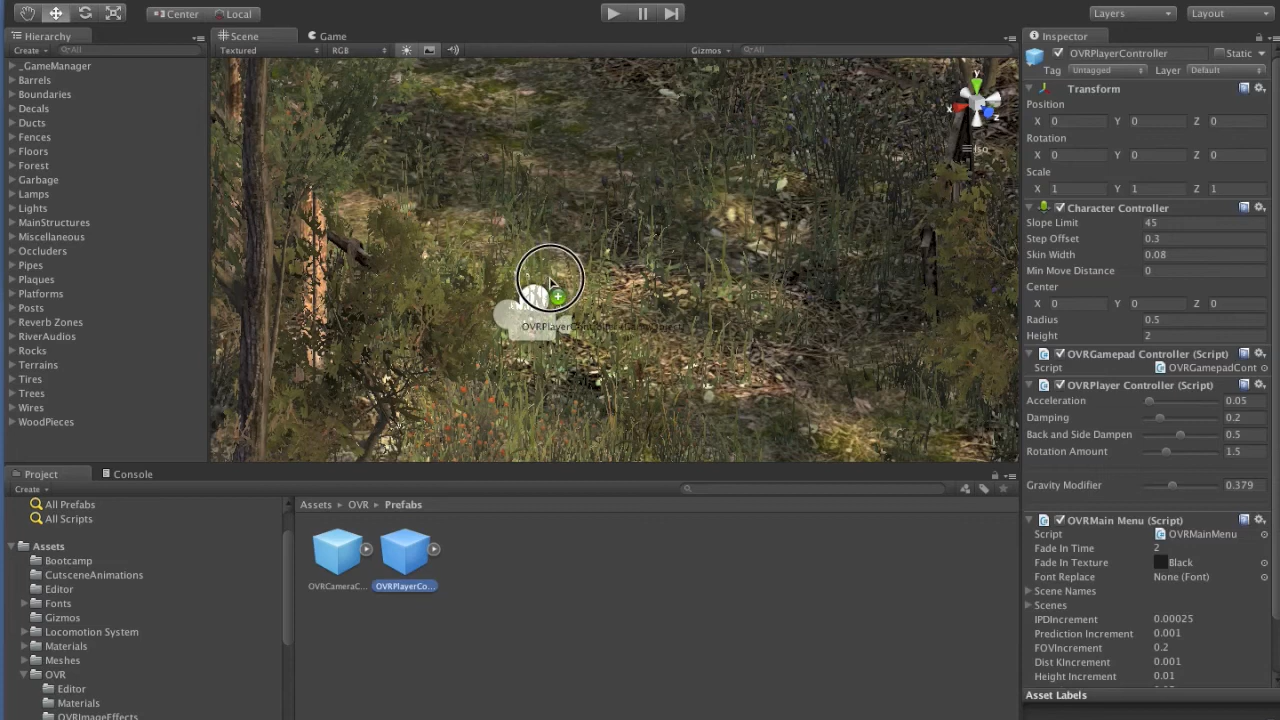 Center Local
Layers Layout
Hierarchy
Create All
_GameManager
Barrels
Boundaries
Decals
Ducts
Fences
Floors
Forest
Garbage
Lamps
Lights
MainStructures
Miscellaneous
Occluders
Pipes
Plaques
Platforms
Posts
Reverb Zones
RiverAudios
Rocks
Terrains
Tires
Trees
Wires
WoodPieces
Scene Game
Textured RGB Gizmos All
y
x
z
Iso
Inspector
OVRPlayerController Static
Tag Untagged Layer Default
Transform
Position
X 0 Y 0 Z 0
Rotation
X 0 Y 0 Z 0
Scale
X 1 Y 1 Z 1
Character Controller
Slope Limit 45
Step Offset 0.3
Skin Width 0.08
Min Move Distance 0
Center
X 0 Y 0 Z 0
Radius 0.5
Height 2
OVRGamepad Controller (Script)
Script OVRGamepadCont
OVRPlayer Controller (Script)
Acceleration 0.05
Damping 0.2
Back and Side Dampen 0.5
Rotation Amount 1.5
Gravity Modifier 0.379
OVRMain Menu (Script)
Script OVRMainMenu
Fade In Time 2
Fade In Texture Black
Font Replace None (Font)
Scene Names
Scenes
IPDIncrement 0.00025
Prediction Increment 0.001
FOVIncrement 0.2
Dist KIncrement 0.001
Height Increment 0.01
Asset Labels
Project Console
Create
All Prefabs
All Scripts
Assets
Bootcamp
CutsceneAnimations
Editor
Fonts
Gizmos
Locomotion System
Materials
Meshes
OVR
Editor
Materials
OVRImageEffects
Assets OVR Prefabs
OVRCameraC... OVRPlayerCo...